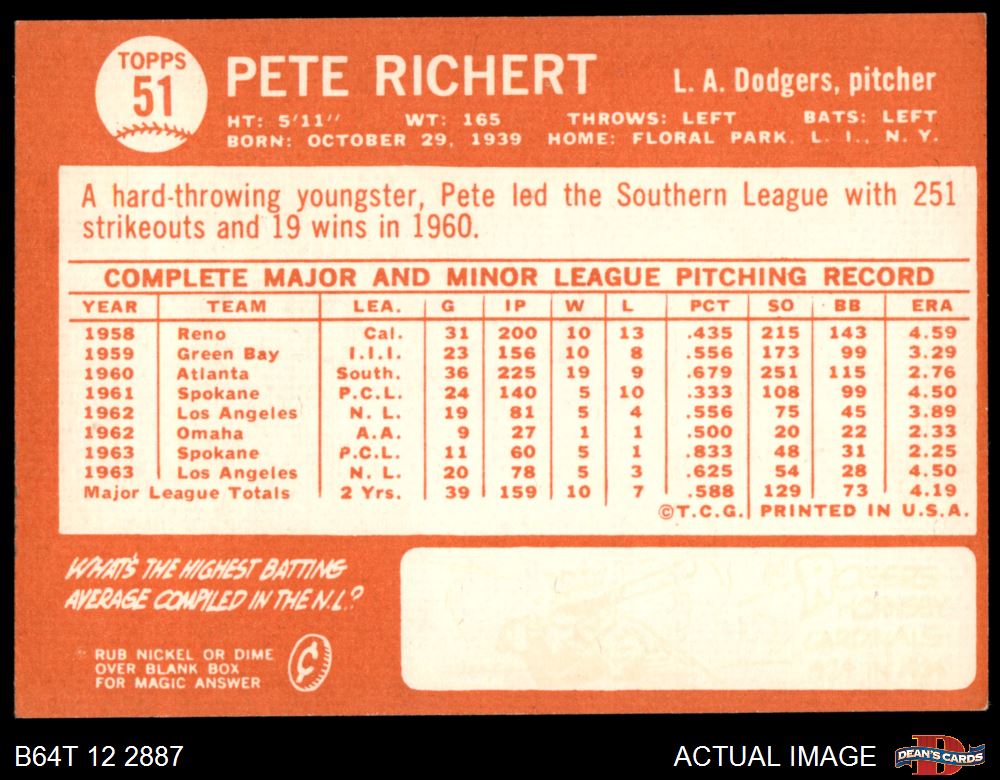 TOPPS
51
PETE RICHERT
L. A. Dodgers, pitcher
HT: 5'11" WT: 165 THROWS: LEFT BATS: LEFT
BORN: OCTOBER 29, 1939 HOME: FLORAL PARK, L. I., N. Y.
A hard-throwing youngster, Pete led the Southern League with 251
strikeouts and 19 wins in 1960.
COMPLETE MAJOR AND MINOR LEAGUE PITCHING RECORD
YEAR TEAM LEA. G IP W L PCT SO BB ERA
1958 Reno Cal. 31 200 10 13 .435 215 143 4.59
1959 Green Bay I.I.I. 23 156 10 8 .556 173 99 3.29
1960 Atlanta South. 36 225 19 9 .679 251 115 2.76
1961 Spokane P.C.L. 24 140 5 10 .333 108 99 4.50
1962 Los Angeles N. L. 19 81 5 4 .556 75 45 3.89
1962 Omaha A.A. 9 27 1 1 .500 20 22 2.33
1963 Spokane P.C.L. 11 60 5 1 .833 48 31 2.25
1963 Los Angeles N. L. 20 78 5 3 .625 54 28 4.50
Major League Totals 2 Yrs. 39 159 10 7 .588 129 73 4.19
©T.C.G. PRINTED IN U.S.A.
WHAT'S THE HIGHEST BATTING
AVERAGE COMPILED IN THE N.L.?
RUB NICKEL OR DIME
OVER BLANK BOX
FOR MAGIC ANSWER
¢
ROGERS
HORNSBY
CARDINALS
B64T 12 2887
ACTUAL IMAGE
D
DEAN'S CARDS